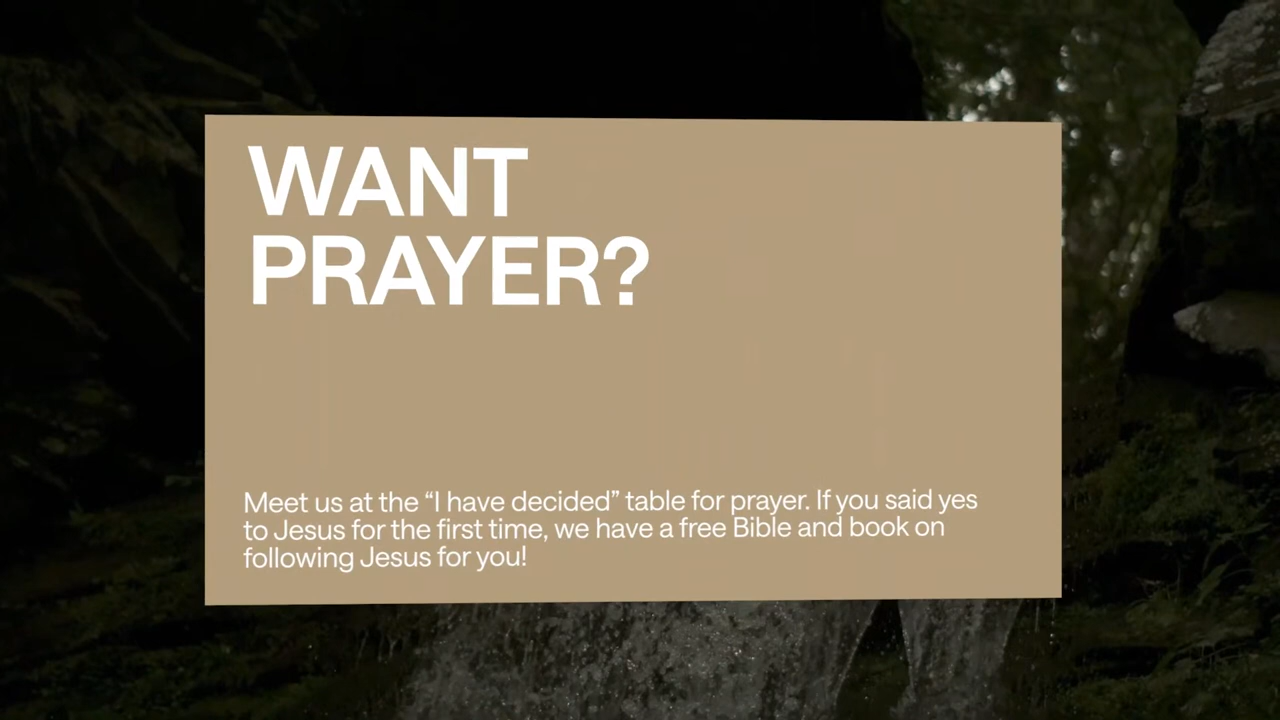 WANT
PRAYER?
Meet us at the “I have decided” table for prayer. If you said yes
to Jesus for the first time, we have a free Bible and book on
following Jesus for you!